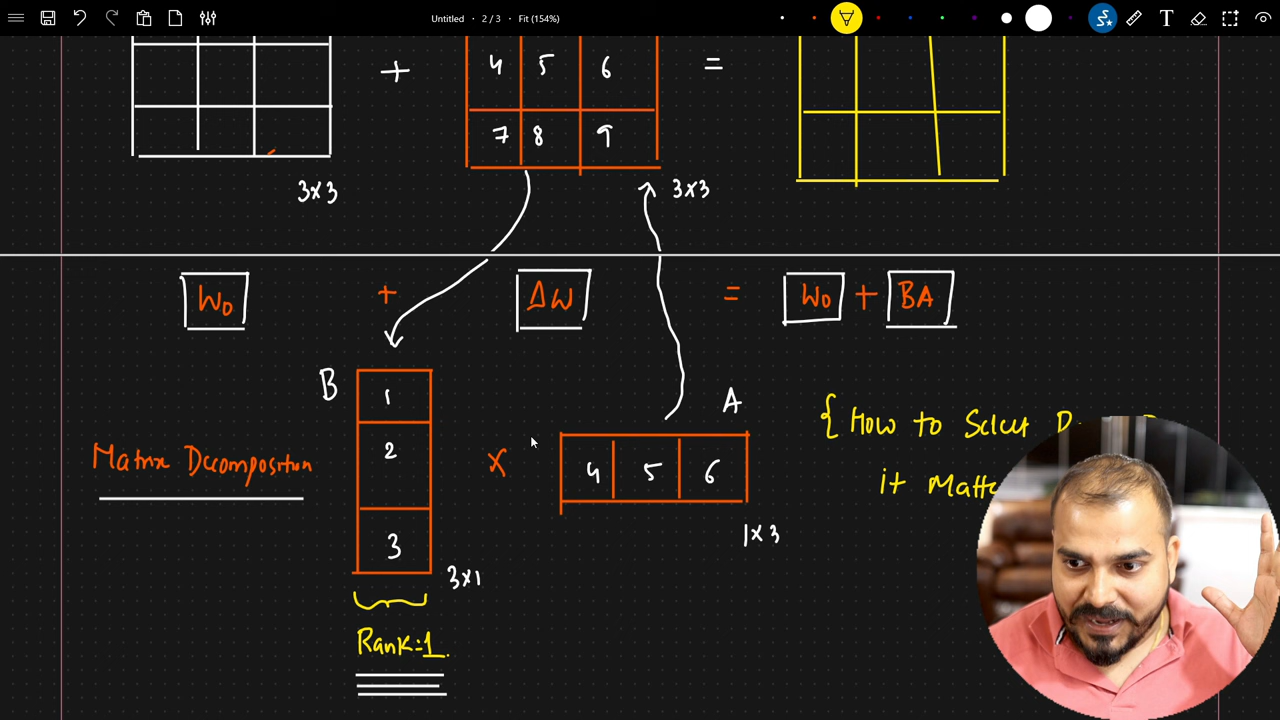 Untitled • 2 / 3 • Fit (154%)
+ 4 5 6 =
7 8 9
3x3 3x3
W₀ + ΔW = W₀ + BA
B 1 A
{ How to Select
Matrix Decomposition 2 x 4 5 6 it
3 1x3
3x1
Rank=1.